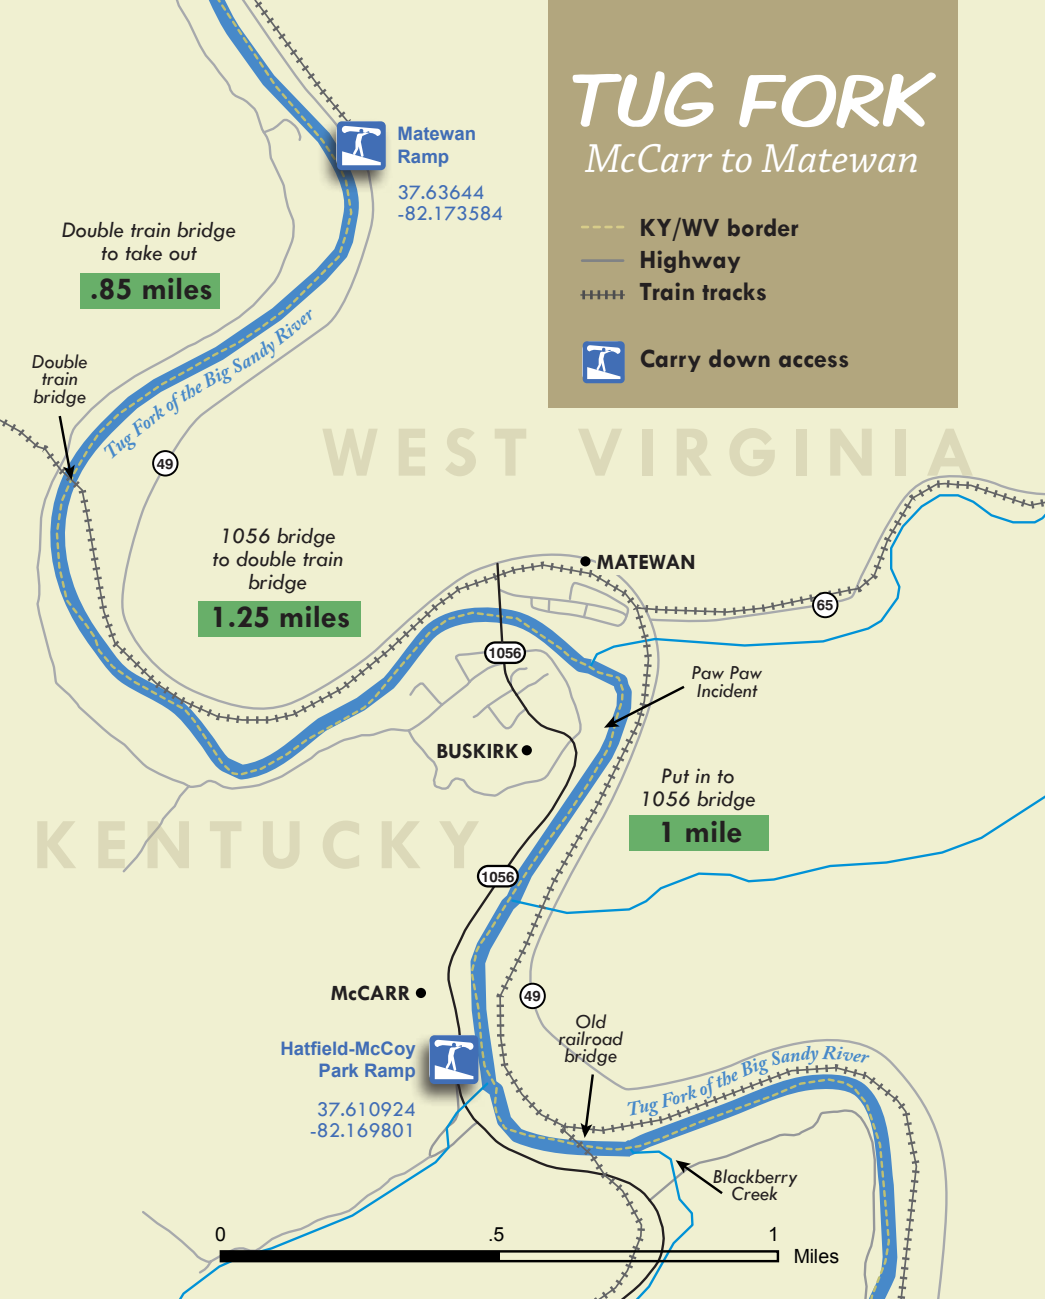 TUG FORK
McCarr to Matewan
KY/WV border
Highway
Train tracks
Carry down access
Matewan
Ramp
37.63644
-82.173584
Double train bridge
to take out
.85 miles
Tug Fork of the Big Sandy River
Double
train
bridge
49
WEST VIRGINIA
1056 bridge
to double train
bridge
1.25 miles
MATEWAN
65
1056
Paw Paw
Incident
BUSKIRK
Put in to
1056 bridge
1 mile
KENTUCKY
1056
McCARR
49
Old
railroad
bridge
Hatfield-McCoy
Park Ramp
37.610924
-82.169801
Tug Fork of the Big Sandy River
Blackberry
Creek
0 .5 1
Miles